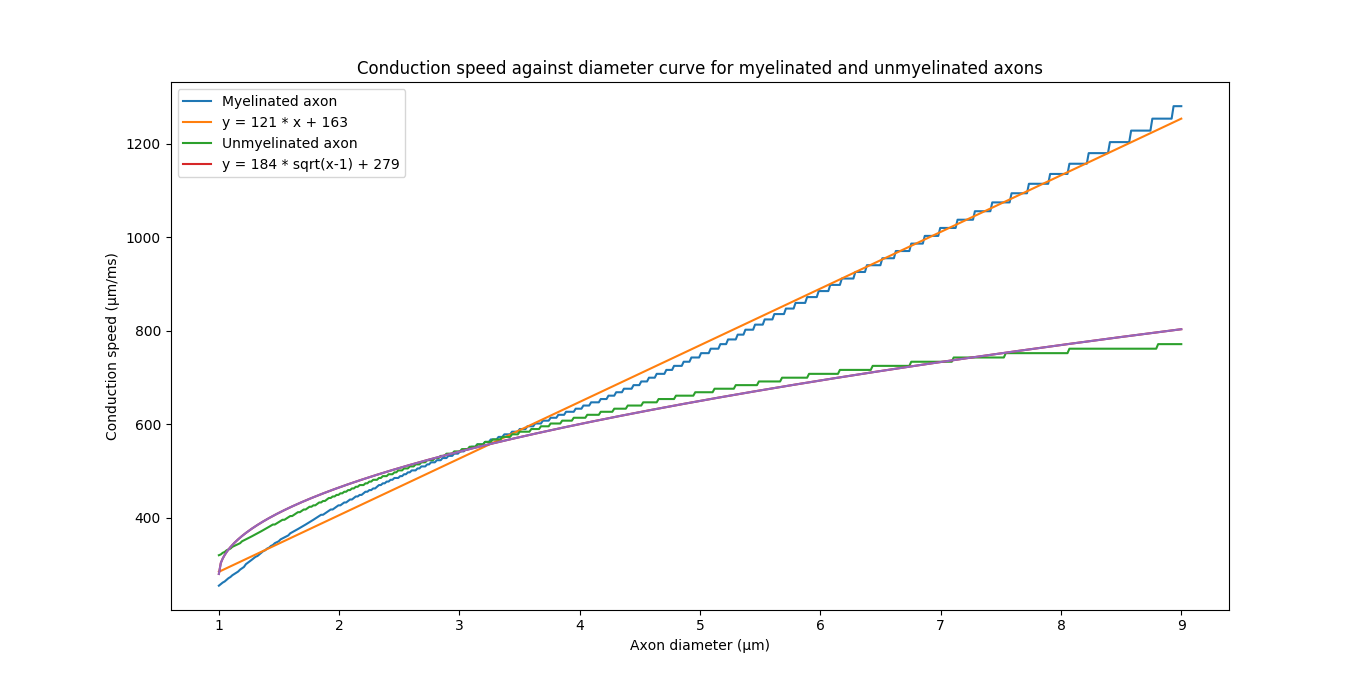 Conduction speed against diameter curve for myelinated and unmyelinated axons
Myelinated axon
y = 121 * x + 163
Unmyelinated axon
y = 184 * sqrt(x-1) + 279
1200
1000
800
600
400
Conduction speed (μm/ms)
1 2 3 4 5 6 7 8 9
Axon diameter (μm)